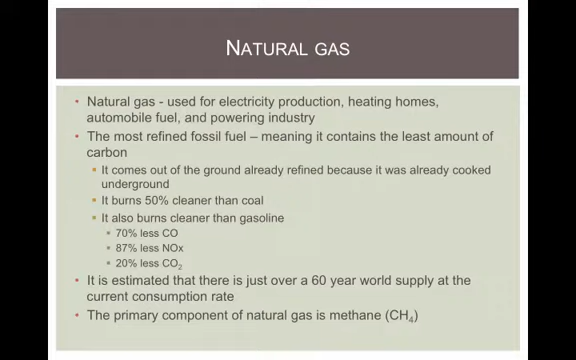 NATURAL GAS
• Natural gas - used for electricity production, heating homes,
automobile fuel, and powering industry
• The most refined fossil fuel – meaning it contains the least amount of
carbon
▪ It comes out of the ground already refined because it was already cooked
underground
▪ It burns 50% cleaner than coal
▪ It also burns cleaner than gasoline
▪ 70% less CO
▪ 87% less NOx
▪ 20% less CO₂
• It is estimated that there is just over a 60 year world supply at the
current consumption rate
• The primary component of natural gas is methane (CH₄)